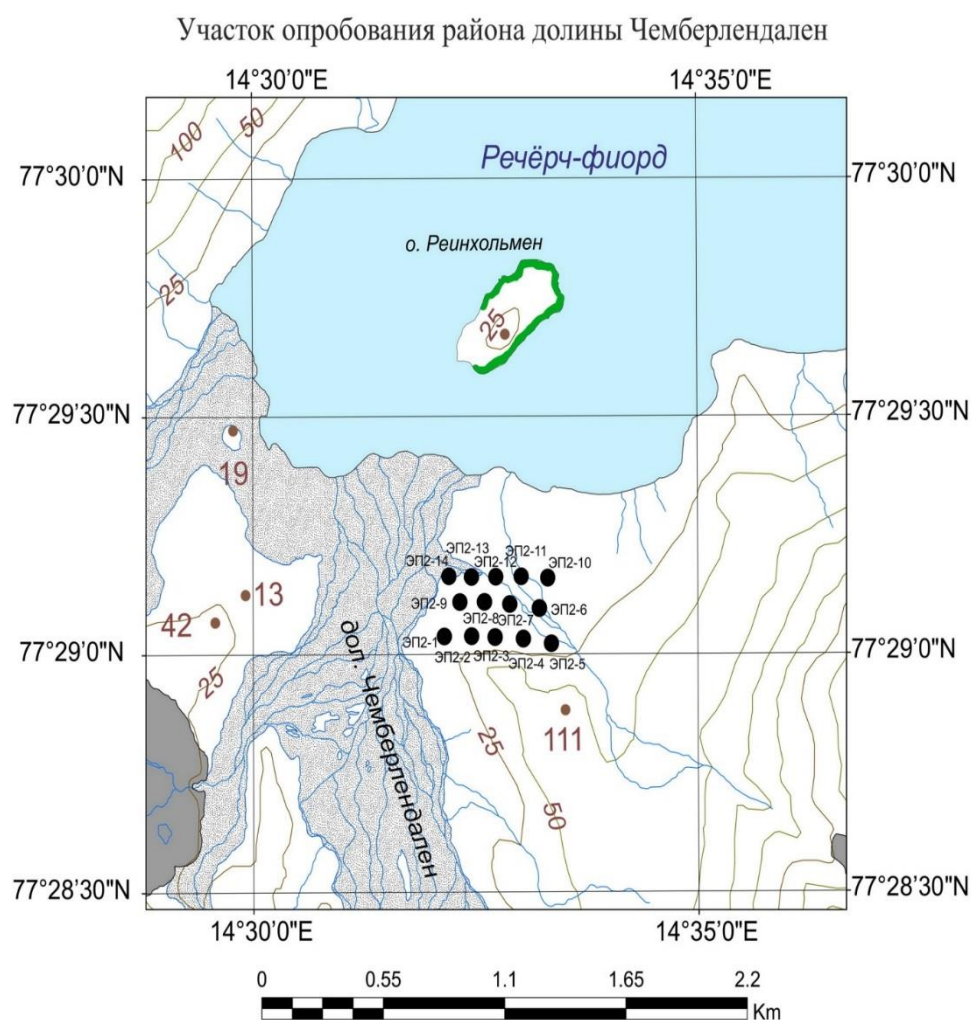 Участок опробования района долины Чемберлендален
14°30’0"E 14°35’0"E
100
50
77°30'0"N 77°30'0"N
Речёрч-фиорд
о. Реинхольмен
25
25
77°29'30"N 77°29'30"N
19
ЭП2-13 ЭП2-11
ЭП2-14 ЭП2-12 ЭП2-10
13
ЭП2-9 ЭП2-6
ЭП2-8 ЭП2-7
42
ЭП2-1
ЭП2-2 ЭП2-3 ЭП2-4 ЭП2-5
77°29'0"N 77°29'0"N
дол. Чемберлендален
25
25
111
50
77°28'30"N 77°28'30"N
14°30’0"E 14°35’0"E
0 0.55 1.1 1.65 2.2
Km